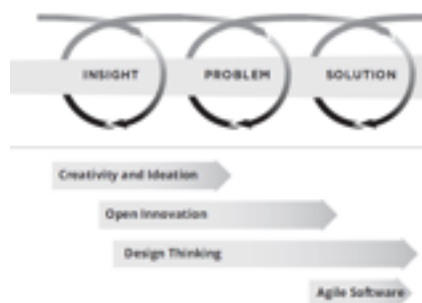 INSIGHT PROBLEM SOLUTION
Creativity and Ideation
Open Innovation
Design Thinking
Agile Software